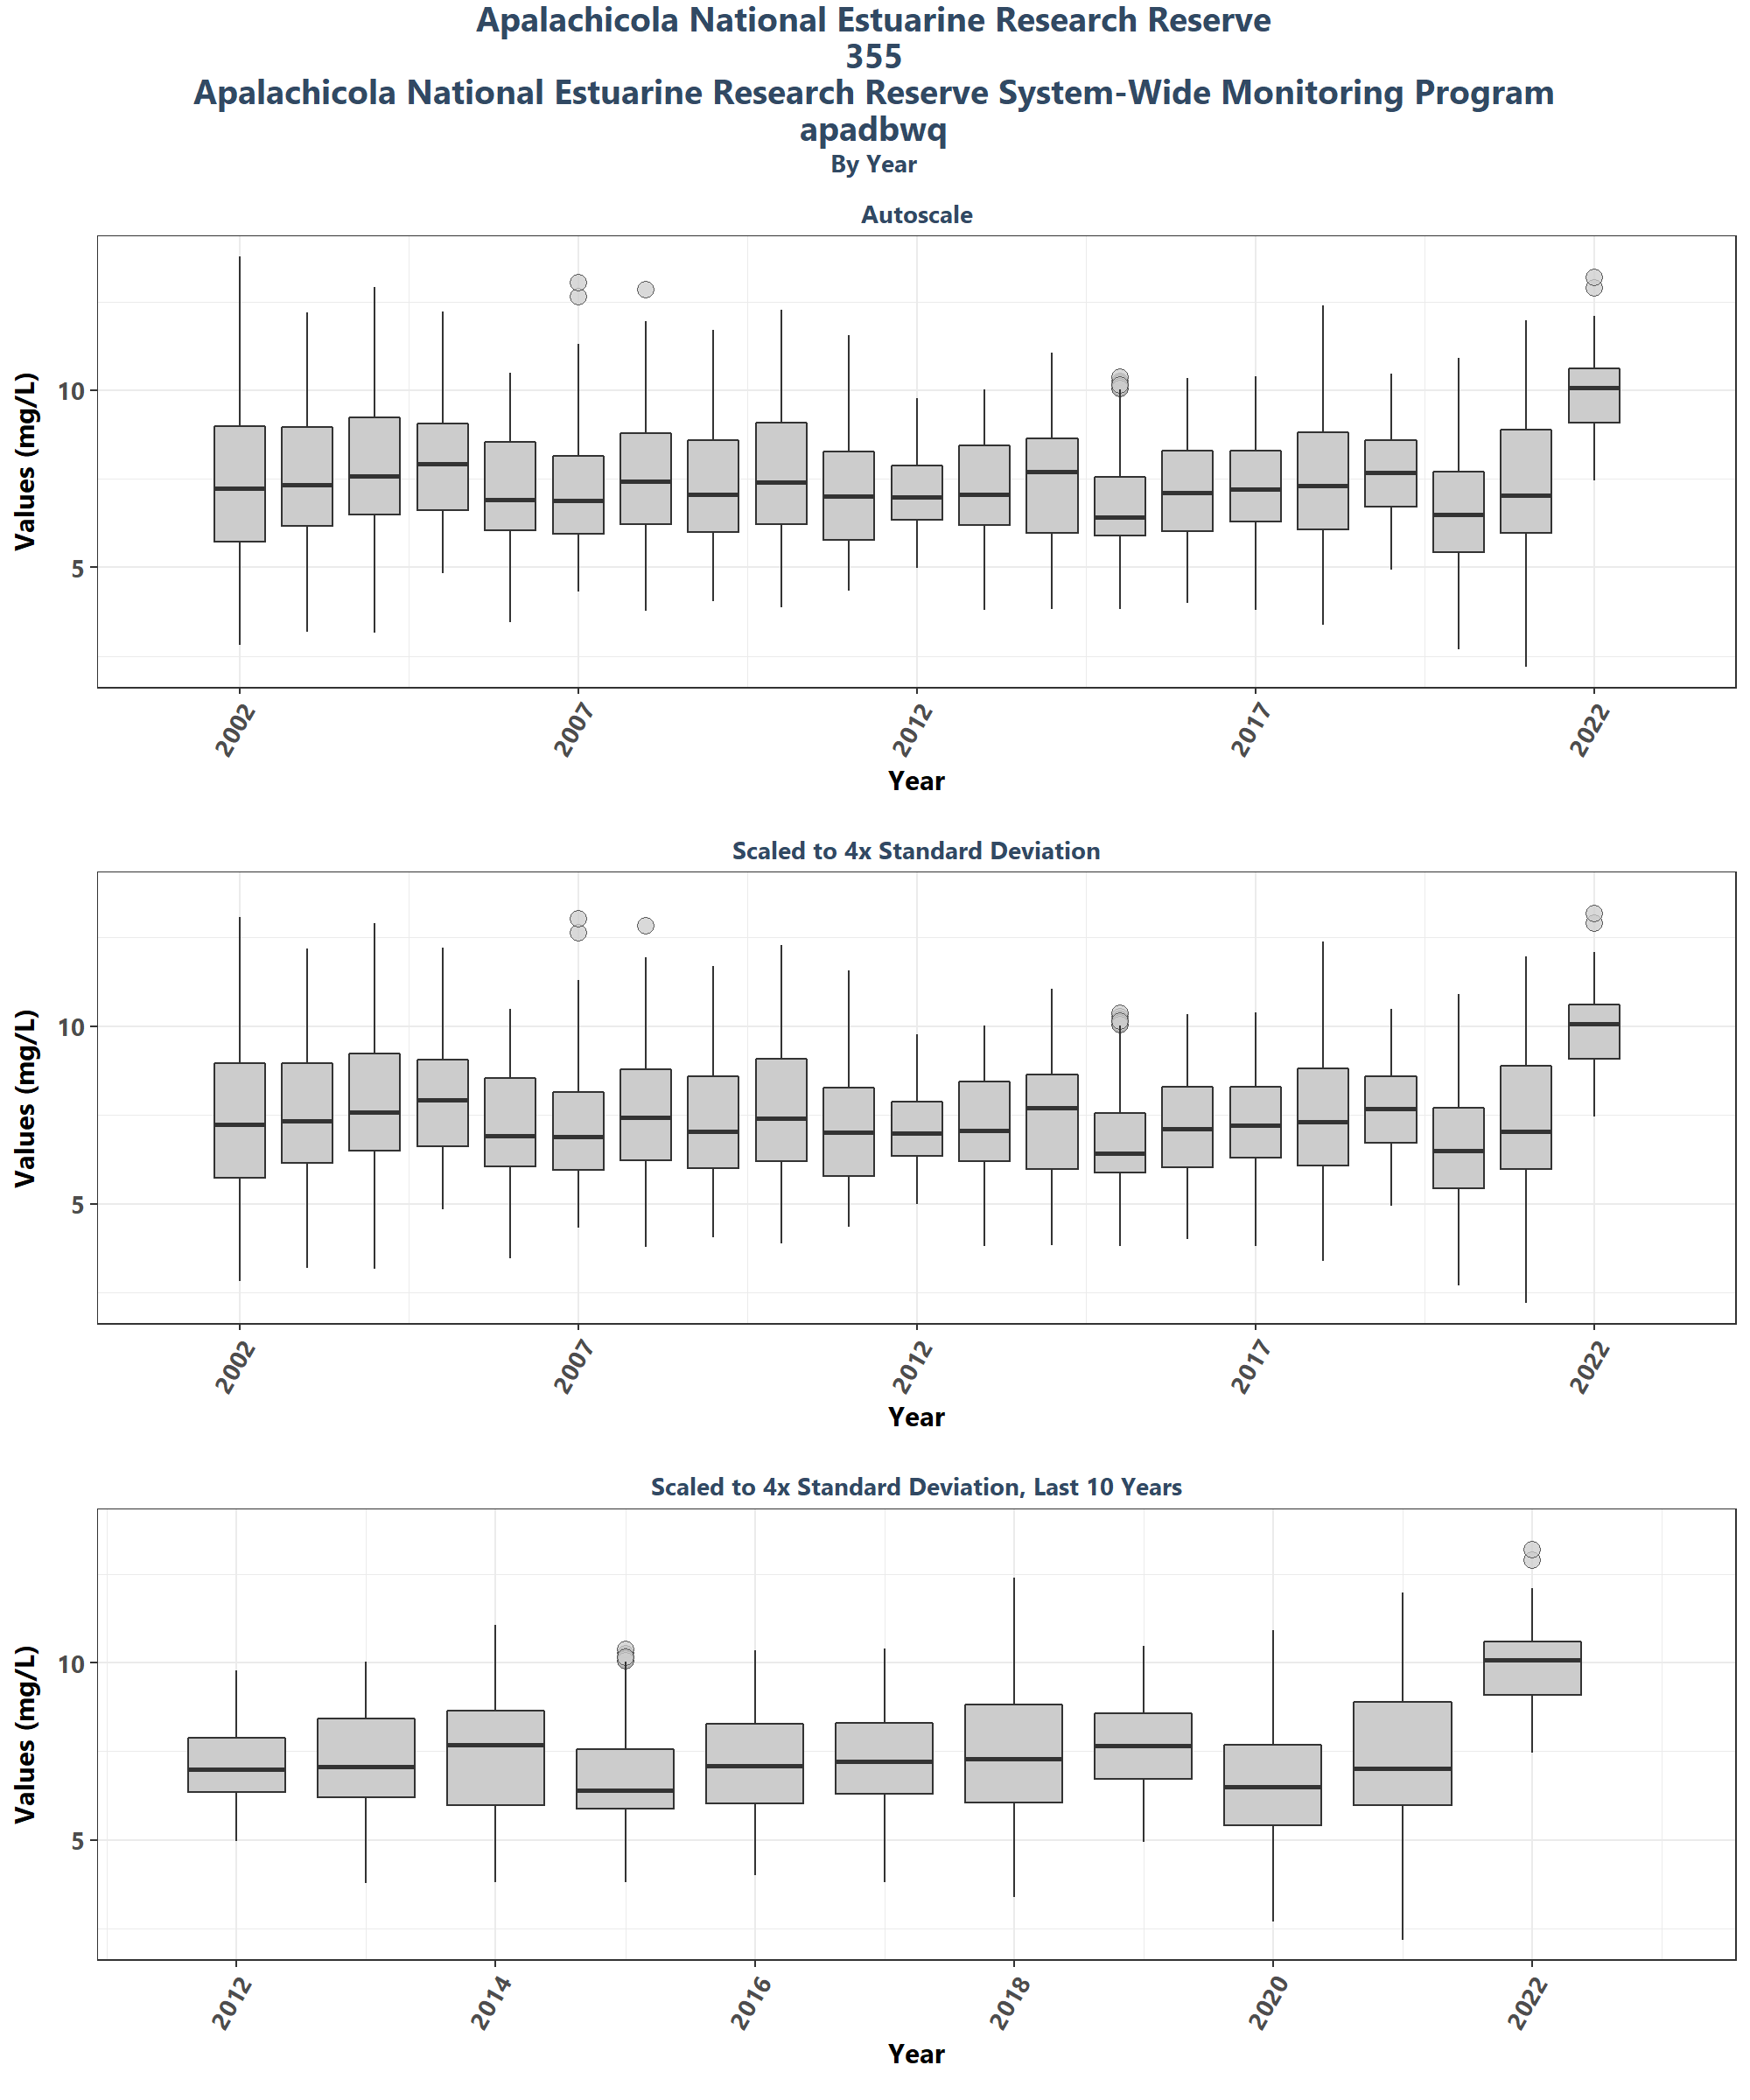 Apalachicola National Estuarine Research Reserve
355
Apalachicola National Estuarine Research Reserve System-Wide Monitoring Program
apadbwq
By Year
Autoscale
Values (mg/L)
10
5
2002
2007
2012
2017
2022
Year
Scaled to 4x Standard Deviation
Values (mg/L)
10
5
2002
2007
2012
2017
2022
Year
Scaled to 4x Standard Deviation, Last 10 Years
Values (mg/L)
10
5
2012
2014
2016
2018
2020
2022
Year